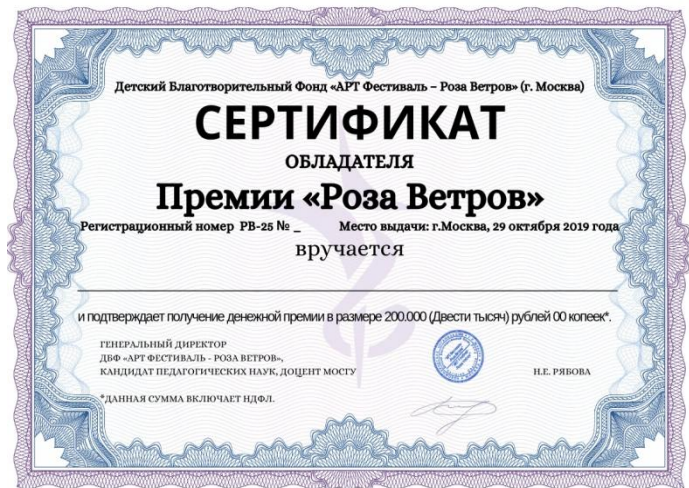 Детский Благотворительный Фонд «АРТ Фестиваль – Роза Ветров» (г. Москва)
СЕРТИФИКАТ
ОБЛАДАТЕЛЯ
Премии «Роза Ветров»
Регистрационный номер РВ-25 № _ Место выдачи: г.Москва, 29 октября 2019 года
вручается
и подтверждает получение денежной премии в размере 200.000 (Двести тысяч) рублей 00 копеек*.
ГЕНЕРАЛЬНЫЙ ДИРЕКТОР
ДБФ «АРТ ФЕСТИВАЛЬ - РОЗА ВЕТРОВ»,
КАНДИДАТ ПЕДАГОГИЧЕСКИХ НАУК, ДОЦЕНТ МОСГУ Н.Е. РЯБОВА
*ДАННАЯ СУММА ВКЛЮЧАЕТ НДФЛ.